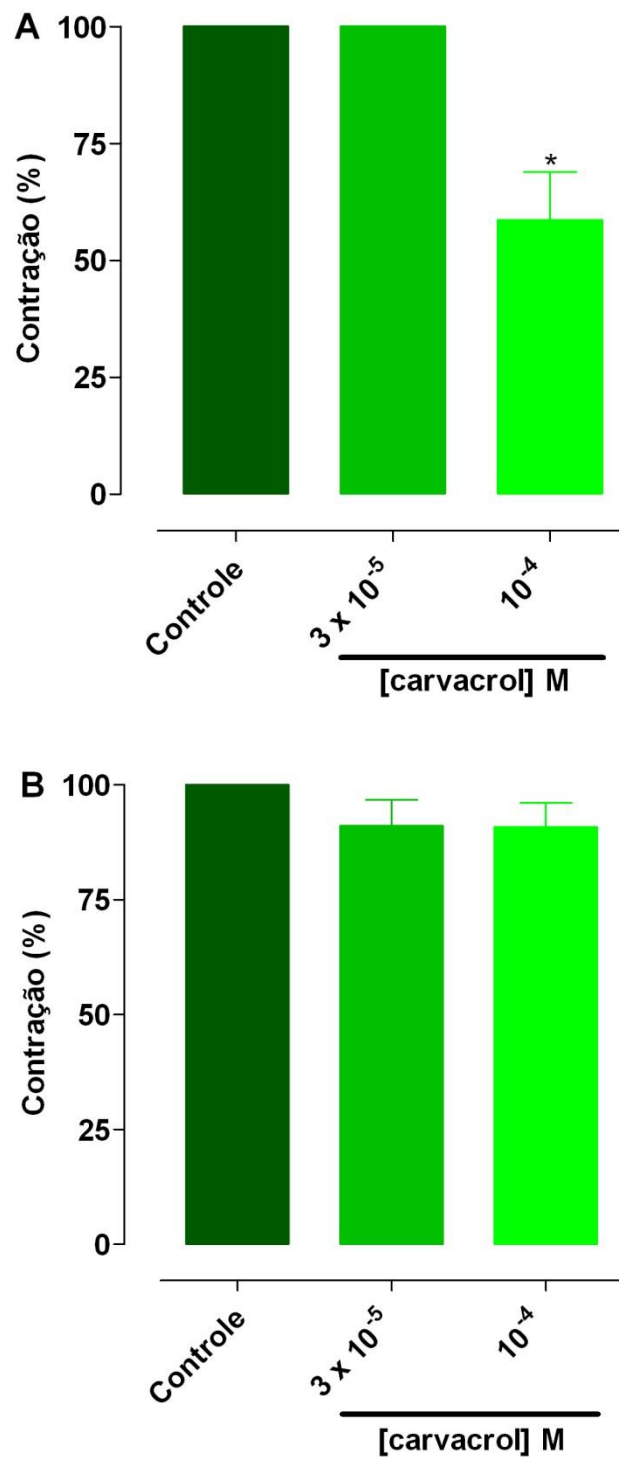 A
Contração (%)
100
75
50
25
0
*
Controle
3 x 10⁻⁵
10⁻⁴
[carvacrol] M
B
Contração (%)
100
75
50
25
0
Controle
3 x 10⁻⁵
10⁻⁴
[carvacrol] M